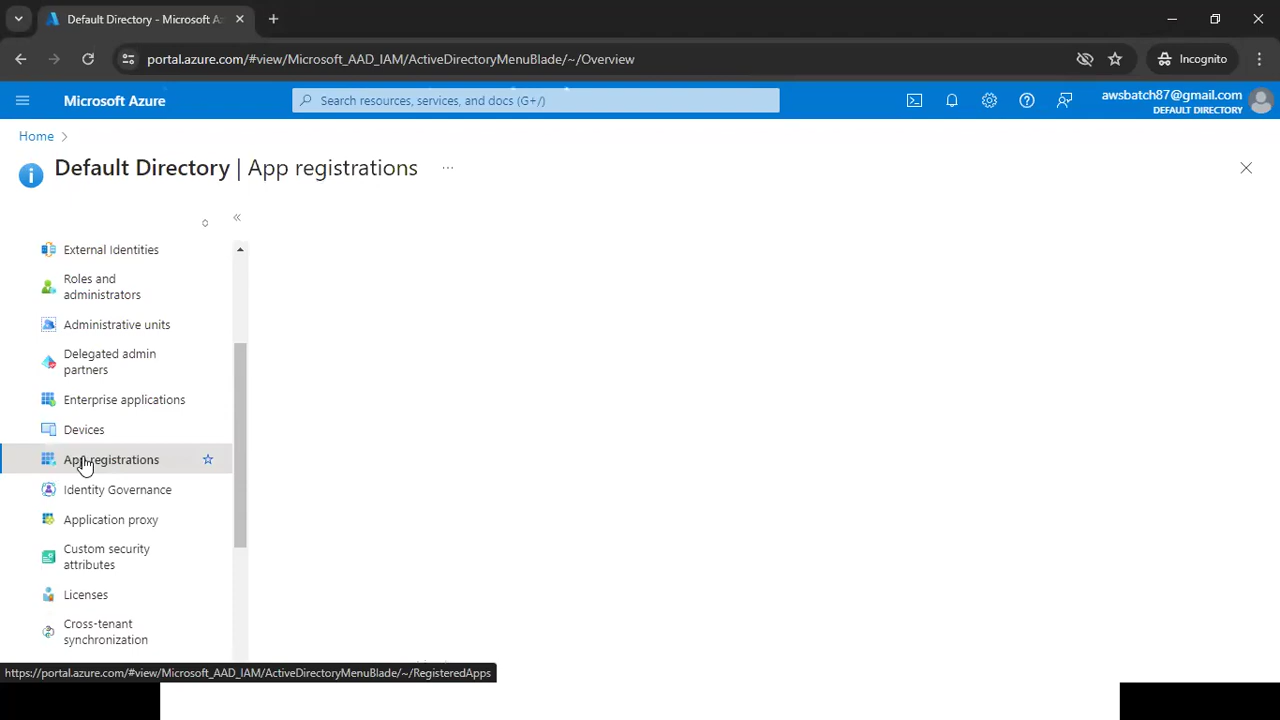 Default Directory - Microsoft A
portal.azure.com/#view/Microsoft_AAD_IAM/ActiveDirectoryMenuBlade/~/Overview
Incognito
Microsoft Azure
Search resources, services, and docs (G+/)
awsbatch87@gmail.com
DEFAULT DIRECTORY
Home
Default Directory | App registrations
External Identities
Roles and
administrators
Administrative units
Delegated admin
partners
Enterprise applications
Devices
App registrations
Identity Governance
Application proxy
Custom security
attributes
Licenses
Cross-tenant
synchronization
https://portal.azure.com/#view/Microsoft_AAD_IAM/ActiveDirectoryMenuBlade/~/RegisteredApps